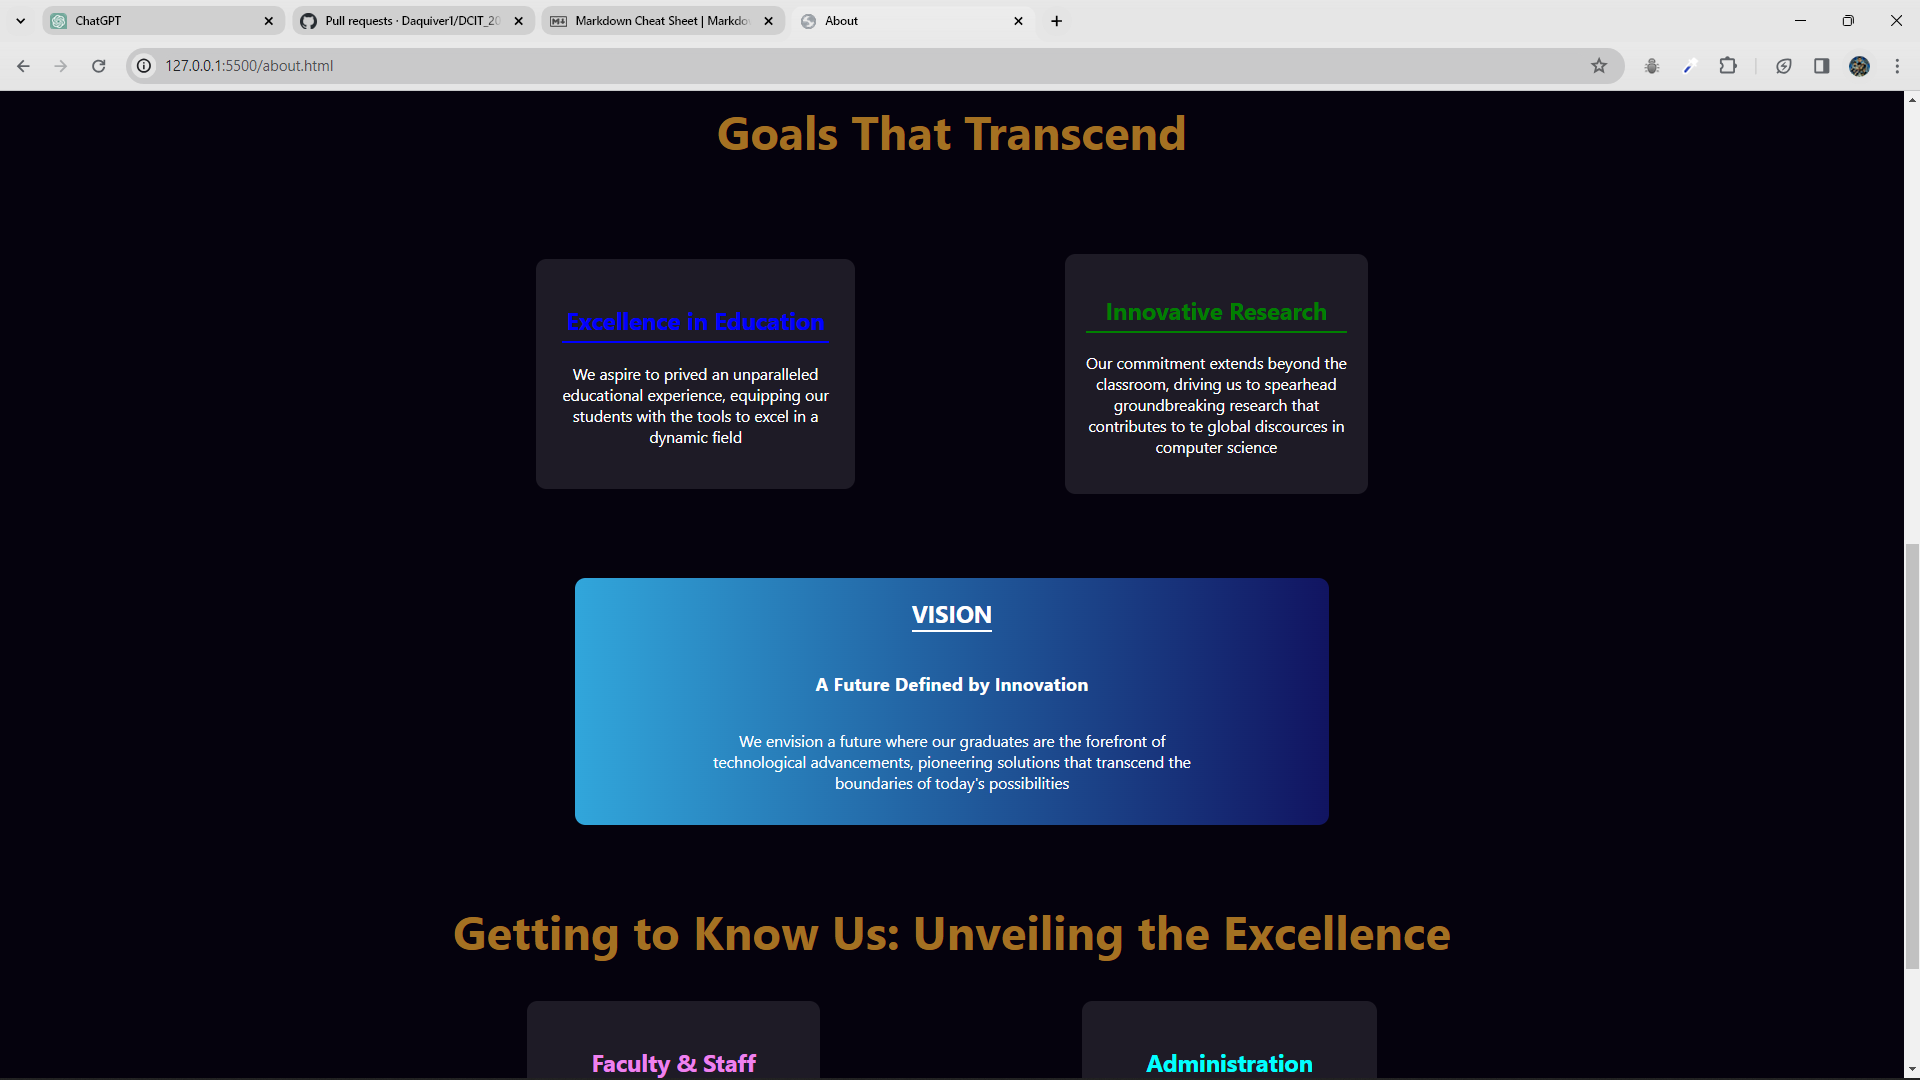 ChatGPT
Pull requests · Daquiver1/DCIT_20
Markdown Cheat Sheet | Markdo
About
127.0.0.1:5500/about.html
Goals That Transcend
Excellence in Education
We aspire to prived an unparalleled
educational experience, equipping our
students with the tools to excel in a
dynamic field
Innovative Research
Our commitment extends beyond the
classroom, driving us to spearhead
groundbreaking research that
contributes to te global discources in
computer science
VISION
A Future Defined by Innovation
We envision a future where our graduates are the forefront of
technological advancements, pioneering solutions that transcend the
boundaries of today's possibilities
Getting to Know Us: Unveiling the Excellence
Faculty & Staff
Administration